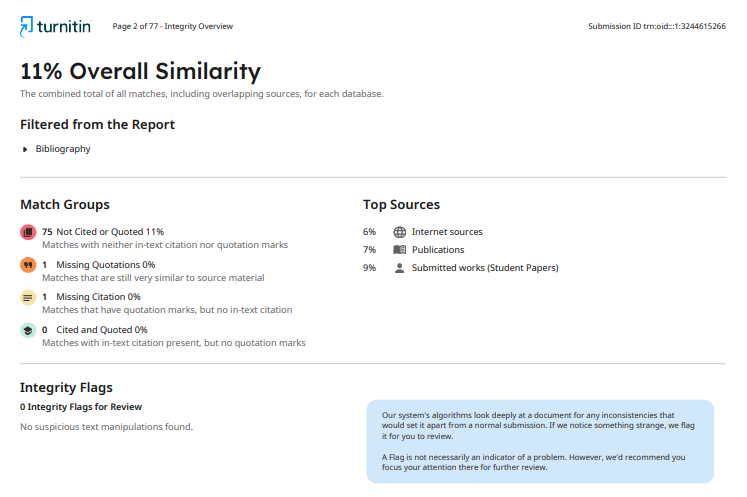 turnitin Page 2 of 77 - Integrity Overview Submission ID trn:oid:::1:3244615266
11% Overall Similarity
The combined total of all matches, including overlapping sources, for each database.
Filtered from the Report
Bibliography
Match Groups
75 Not Cited or Quoted 11%
Matches with neither in-text citation nor quotation marks
1 Missing Quotations 0%
Matches that are still very similar to source material
1 Missing Citation 0%
Matches that have quotation marks, but no in-text citation
0 Cited and Quoted 0%
Matches with in-text citation present, but no quotation marks
Top Sources
6% Internet sources
7% Publications
9% Submitted works (Student Papers)
Integrity Flags
0 Integrity Flags for Review
No suspicious text manipulations found.
Our system's algorithms look deeply at a document for any inconsistencies that
would set it apart from a normal submission. If we notice something strange, we flag
it for you to review.
A Flag is not necessarily an indicator of a problem. However, we'd recommend you
focus your attention there for further review.